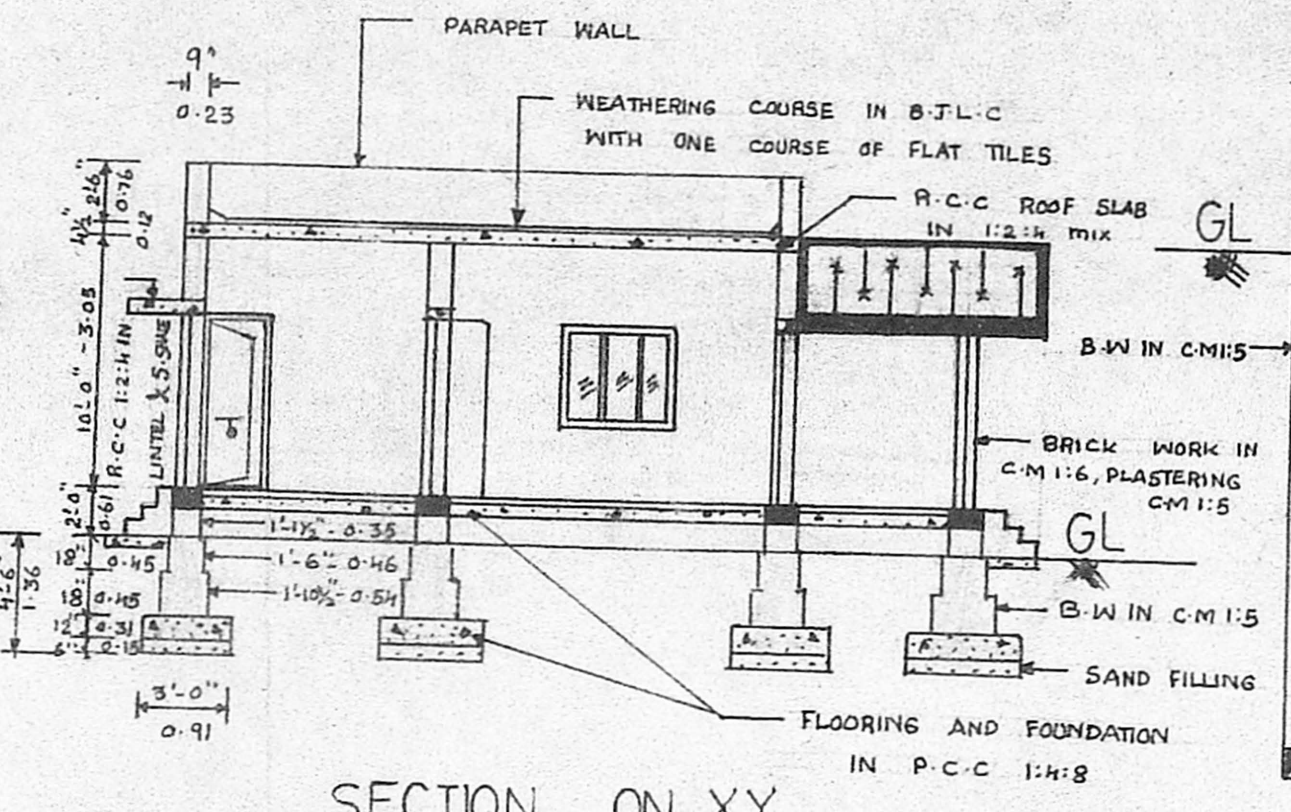 PARAPET WALL
9"
0.23
WEATHERING COURSE IN B.J.L.C
WITH ONE COURSE OF FLAT TILES
R.C.C ROOF SLAB
IN 1:2:4 mix
GL
2'6"
0.76
4½"
0.12
10'-0" - 3.05
R.C.C 1:2:4 IN
LINTEL & S.SHADE
B.W IN C.M1:5
BRICK WORK IN
C.M 1:6, PLASTERING
C.M 1:5
2'-0"
0.61
1'-1½" - 0.35
GL
18"
0.45
1'-6" - 0.46
4'-6"
1.36
18"
0.45
1'-10½" - 0.54
B.W IN C.M 1:5
12"
0.31
6"
0.15
SAND FILLING
3'-0"
0.91
FLOORING AND FOUNDATION
IN P.C.C 1:4:8
SECTION ON XY